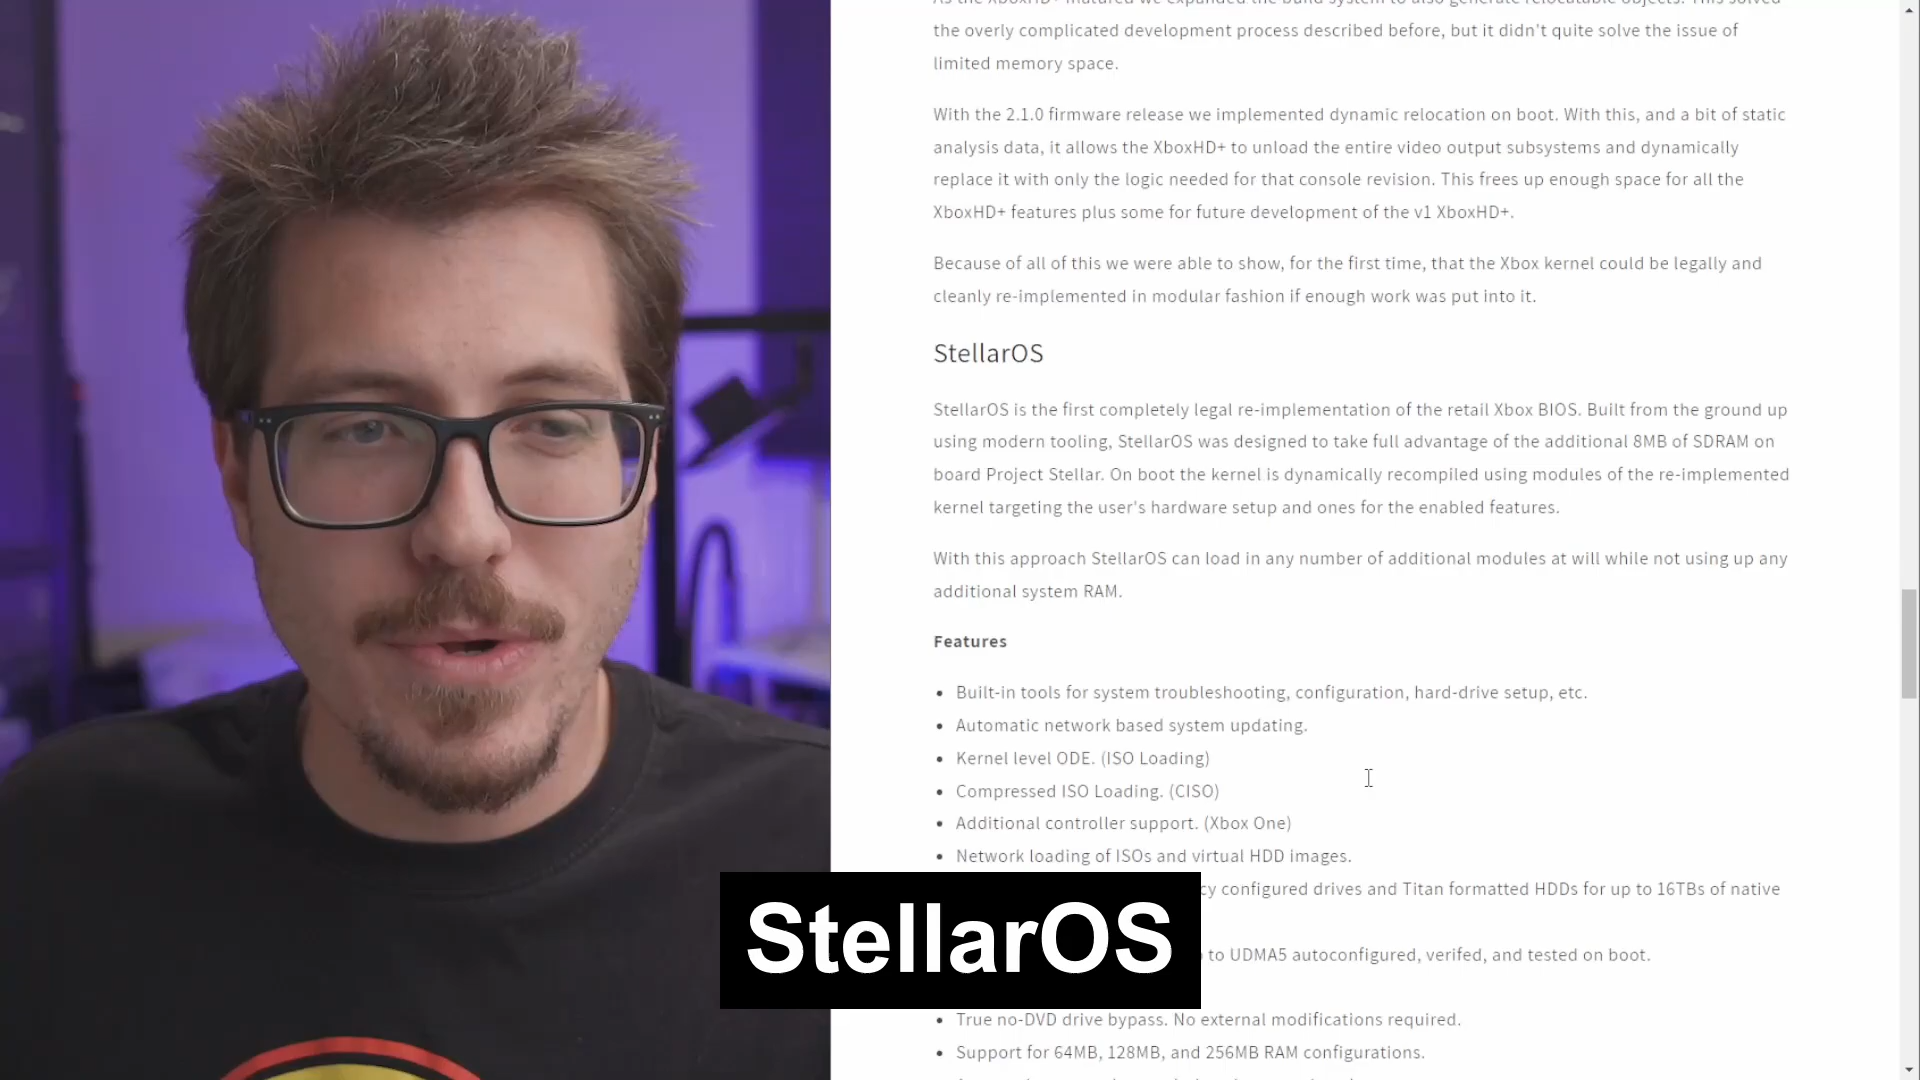 the overly complicated development process described before, but it didn't quite solve the issue of
limited memory space.
With the 2.1.0 firmware release we implemented dynamic relocation on boot. With this, and a bit of static
analysis data, it allows the XboxHD+ to unload the entire video output subsystems and dynamically
replace it with only the logic needed for that console revision. This frees up enough space for all the
XboxHD+ features plus some for future development of the v1 XboxHD+.
Because of all of this we were able to show, for the first time, that the Xbox kernel could be legally and
cleanly re-implemented in modular fashion if enough work was put into it.
StellarOS
StellarOS is the first completely legal re-implementation of the retail Xbox BIOS. Built from the ground up
using modern tooling, StellarOS was designed to take full advantage of the additional 8MB of SDRAM on
board Project Stellar. On boot the kernel is dynamically recompiled using modules of the re-implemented
kernel targeting the user's hardware setup and ones for the enabled features.
With this approach StellarOS can load in any number of additional modules at will while not using up any
additional system RAM.
Features
• Built-in tools for system troubleshooting, configuration, hard-drive setup, etc.
• Automatic network based system updating.
• Kernel level ODE. (ISO Loading)
• Compressed ISO Loading. (CISO)
• Additional controller support. (Xbox One)
• Network loading of ISOs and virtual HDD images.
configured drives and Titan formatted HDDs for up to 16TBs of native
StellarOS
to UDMA5 autoconfigured, verifed, and tested on boot.
• True no-DVD drive bypass. No external modifications required.
• Support for 64MB, 128MB, and 256MB RAM configurations.